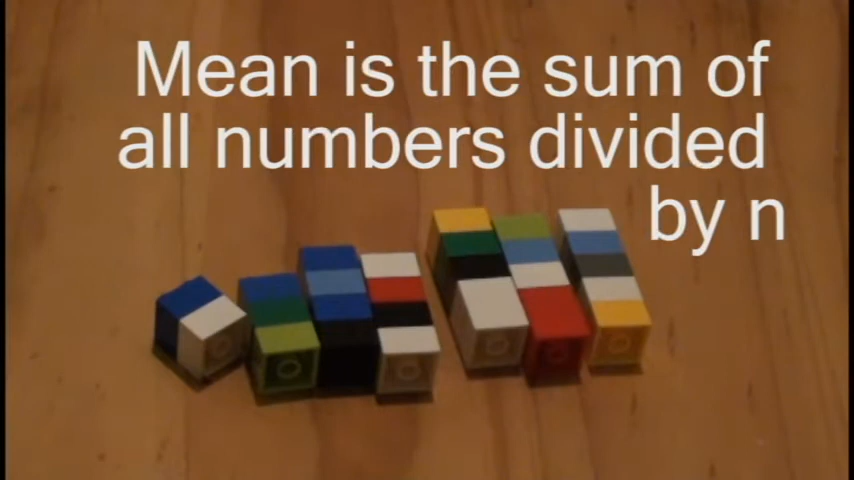 Mean is the sum of
all numbers divided
by n